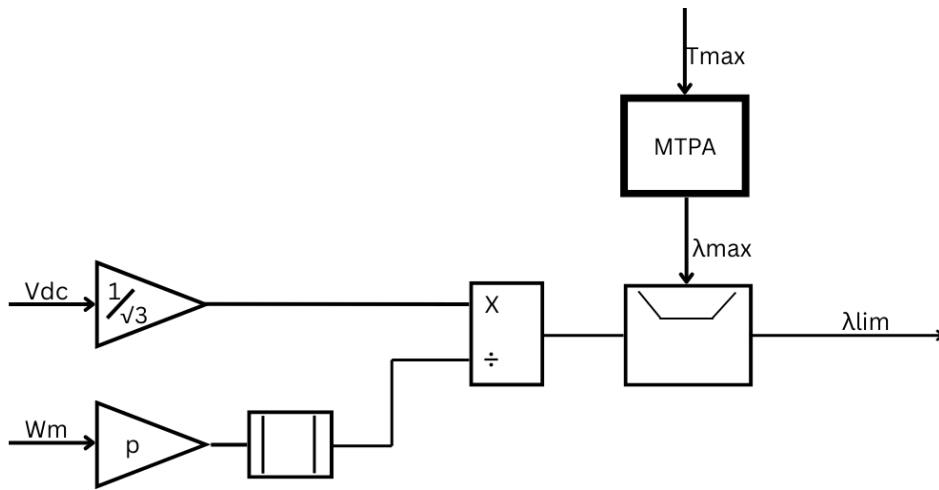 Tmax
MTPA
λmax
Vdc
1/√3
X
÷
λlim
Wm
p